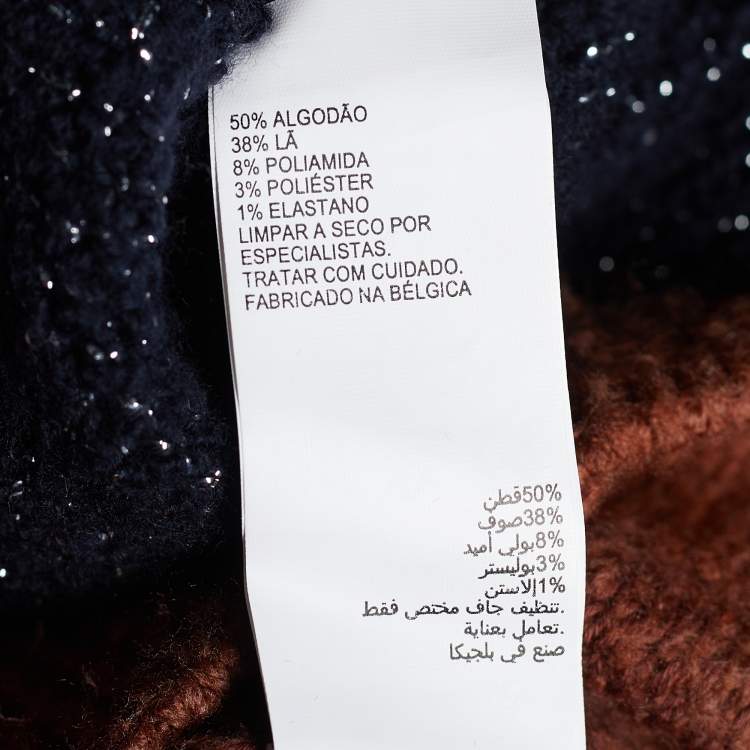 50% ALGODÃO
38% LÃ
8% POLIAMIDA
3% POLIÉSTER
1% ELASTANO
LIMPAR A SECO POR
ESPECIALISTAS.
TRATAR COM CUIDADO.
FABRICADO NA BÉLGICA
50%قطن
38%صوف
8%بولي أميد
3%بوليستر
1%إلاستن
تنظيف جاف مختص فقط.
تعامل بعناية.
صنع في بلجيكا